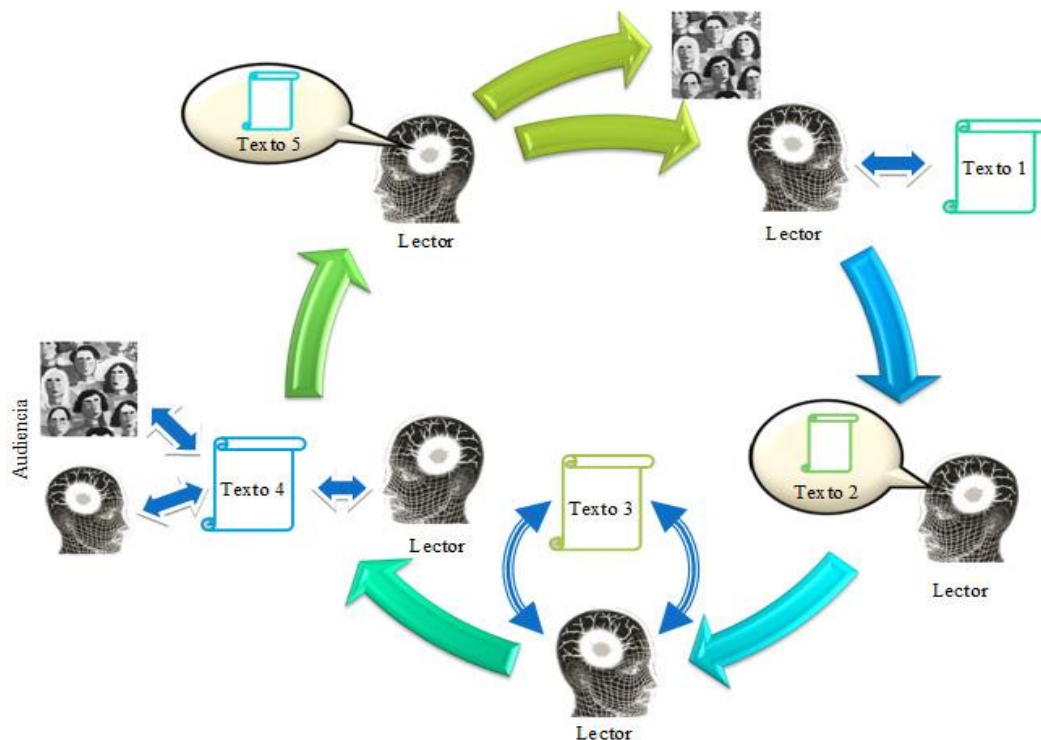 Texto 5
Lector
Texto 1
Lector
Texto 2
Lector
Texto 3
Lector
Texto 4
Lector
Audiencia